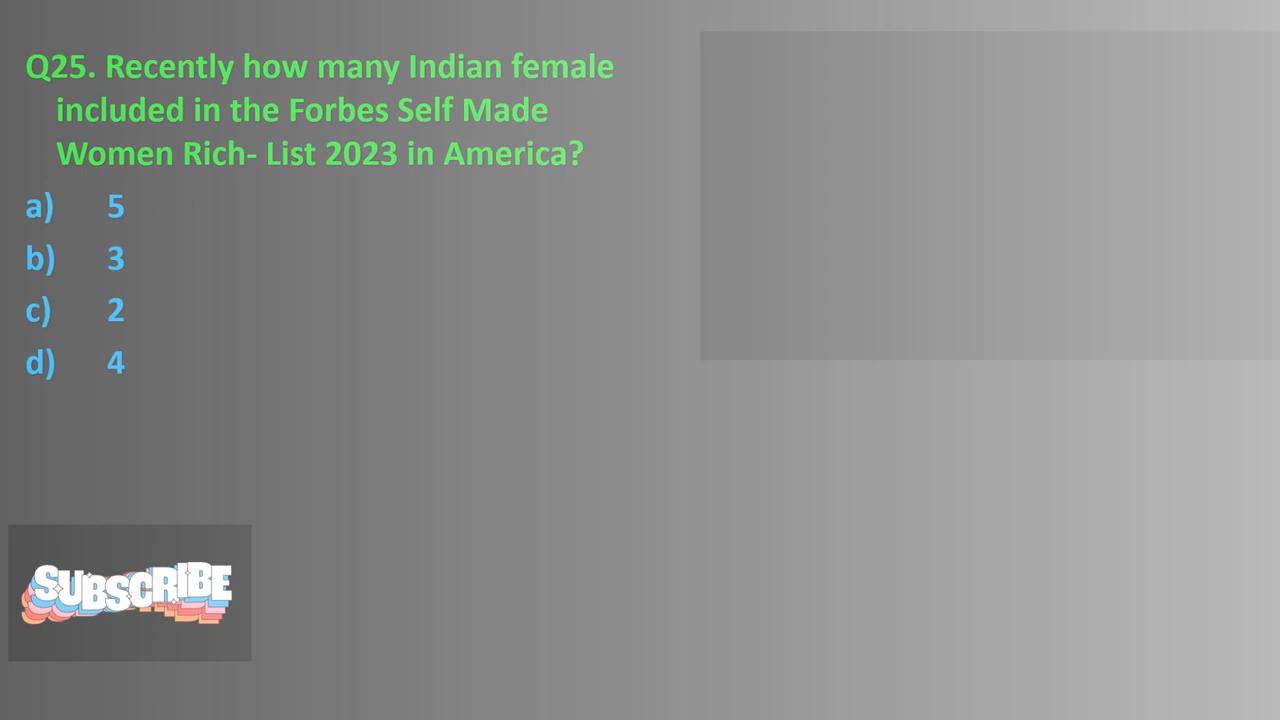 Q25. Recently how many Indian female
included in the Forbes Self Made
Women Rich- List 2023 in America?
a) 5
b) 3
c) 2
d) 4
SUBSCRIBE